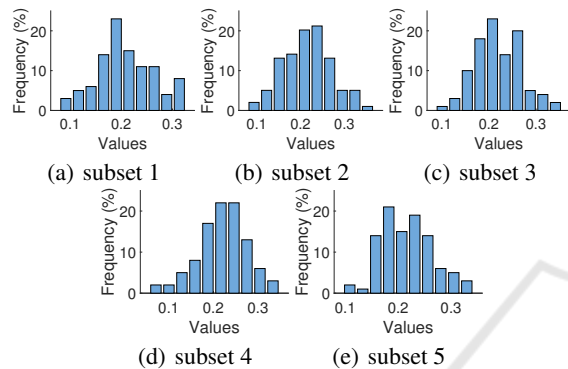 Frequency (%)
20
10
0
0.1 0.2 0.3
Values
(a) subset 1
Frequency (%)
20
10
0
0.1 0.2 0.3
Values
(b) subset 2
Frequency (%)
20
10
0
0.1 0.2 0.3
Values
(c) subset 3
Frequency (%)
20
10
0
0.1 0.2 0.3
Values
(d) subset 4
Frequency (%)
20
10
0
0.1 0.2 0.3
Values
(e) subset 5